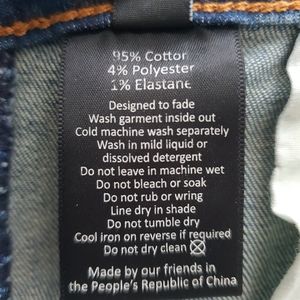 95% Cotton
4% Polyester
1% Elastane
Designed to fade
Wash garment inside out
Cold machine wash separately
Wash in mild liquid or
dissolved detergent
Do not leave in machine wet
Do not bleach or soak
Do not rub or wring
Line dry in shade
Do not tumble dry
Cool iron on reverse if required
Do not dry clean
Made by our friends in
the People's Republic of China